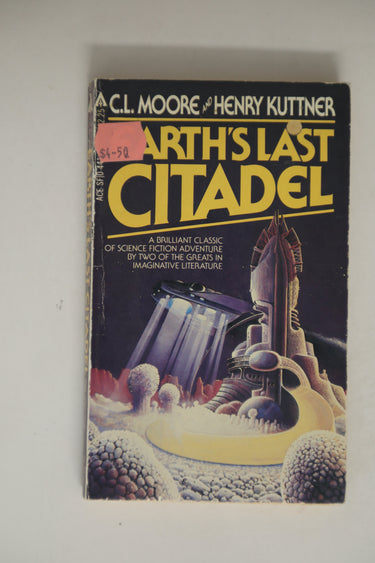 C.L. MOORE AND HENRY KUTTNER
$4-50
ARTH'S LAST
CITADEL
A BRILLIANT CLASSIC
OF SCIENCE FICTION ADVENTURE
BY TWO OF THE GREATS IN
IMAGINATIVE LITERATURE